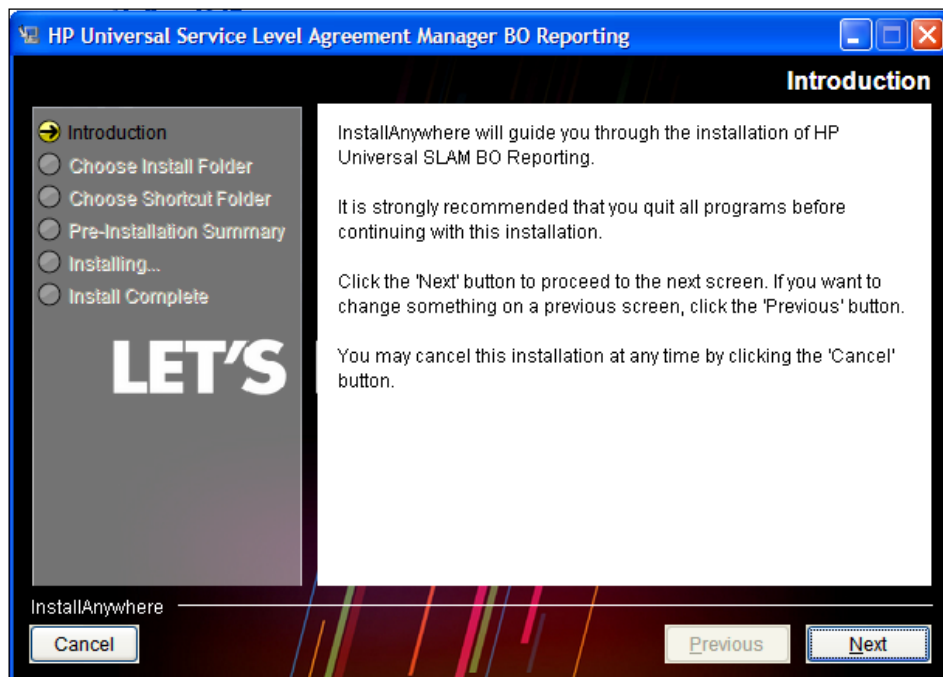 HP Universal Service Level Agreement Manager BO Reporting
Introduction
Introduction
Choose Install Folder
Choose Shortcut Folder
Pre-Installation Summary
Installing...
Install Complete
LET'S
InstallAnywhere will guide you through the installation of HP
Universal SLAM BO Reporting.
It is strongly recommended that you quit all programs before
continuing with this installation.
Click the 'Next' button to proceed to the next screen. If you want to
change something on a previous screen, click the 'Previous' button.
You may cancel this installation at any time by clicking the 'Cancel'
button.
InstallAnywhere
Cancel
Previous
Next